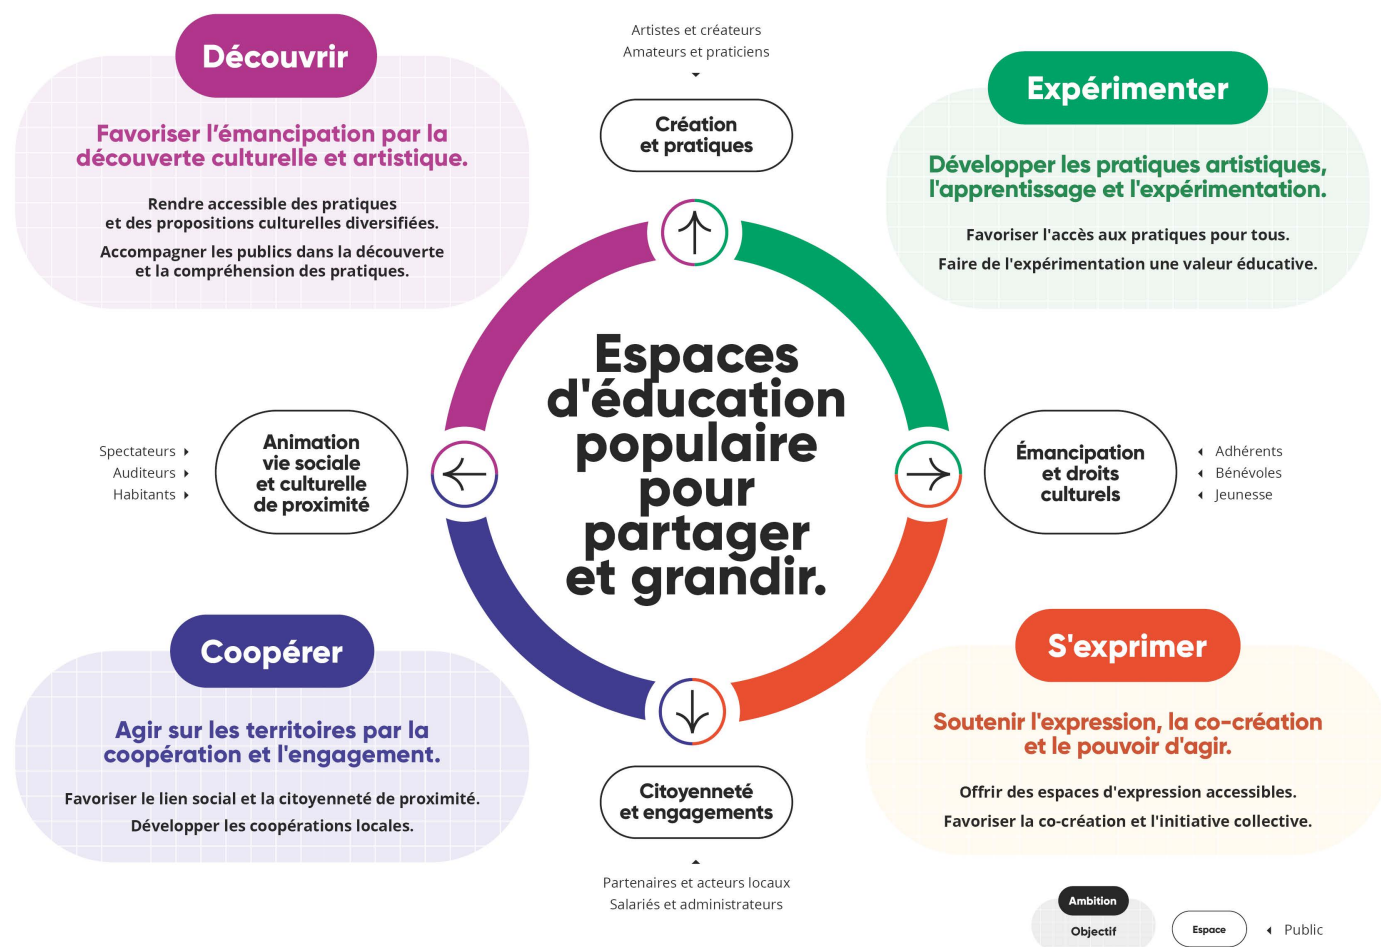 Découvrir
Favoriser l’émancipation par la
découverte culturelle et artistique.
Rendre accessible des pratiques
et des propositions culturelles diversifiées.
Accompagner les publics dans la découverte
et la compréhension des pratiques.
Artistes et créateurs
Amateurs et praticiens
Création
et pratiques
Expérimenter
Développer les pratiques artistiques,
l'apprentissage et l'expérimentation.
Favoriser l'accès aux pratiques pour tous.
Faire de l'expérimentation une valeur éducative.
Espaces
d'éducation
populaire
pour
partager
et grandir.
Spectateurs
Auditeurs
Habitants
Animation
vie sociale
et culturelle
de proximité
Émancipation
et droits
culturels
Adhérents
Bénévoles
Jeunesse
Coopérer
Agir sur les territoires par la
coopération et l'engagement.
Favoriser le lien social et la citoyenneté de proximité.
Développer les coopérations locales.
Citoyenneté
et engagements
Partenaires et acteurs locaux
Salariés et administrateurs
S'exprimer
Soutenir l'expression, la co-création
et le pouvoir d'agir.
Offrir des espaces d'expression accessibles.
Favoriser la co-création et l'initiative collective.
Ambition
Objectif
Espace
Public